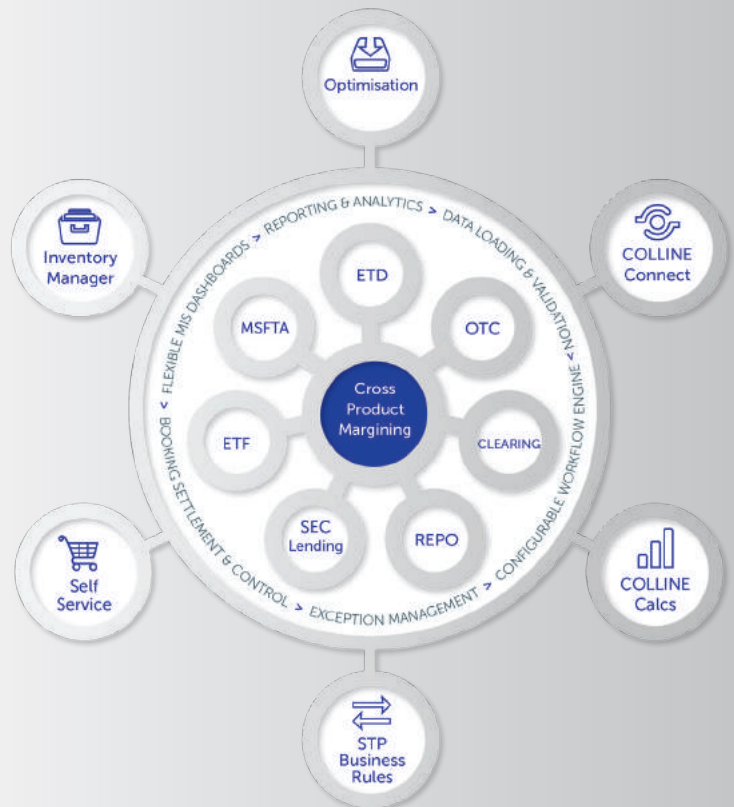 Optimisation
Inventory
Manager
COLLINE
Connect
FLEXIBLE MIS DASHBOARDS > REPORTING & ANALYTICS > DATA LOADING & VALIDATION <
BOOKING SETTLEMENT & CONTROL > EXCEPTION MANAGEMENT > CONFIGURABLE WORKFLOW ENGINE <
ETD
MSFTA
OTC
Cross
Product
Margining
ETF
CLEARING
SEC
Lending
REPO
Self
Service
COLLINE
Calcs
STP
Business
Rules